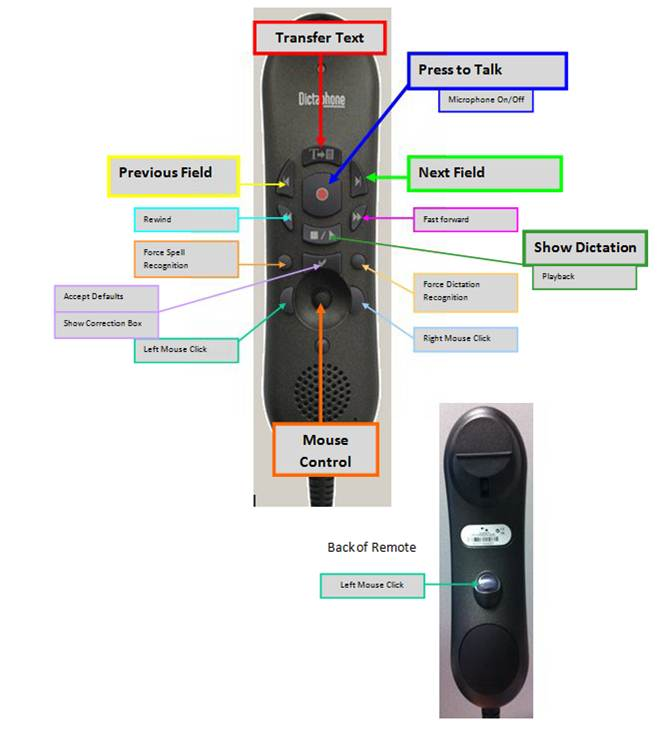 Transfer Text
Press to Talk
Microphone On/Off
Dictaphone
T
Previous Field
Next Field
Rewind
Fast forward
Show Dictation
Playback
Force Spell
Recognition
Force Dictation
Recognition
Accept Defaults
Show Correction Box
Left Mouse Click
Right Mouse Click
Mouse
Control
Back of Remote
Left Mouse Click